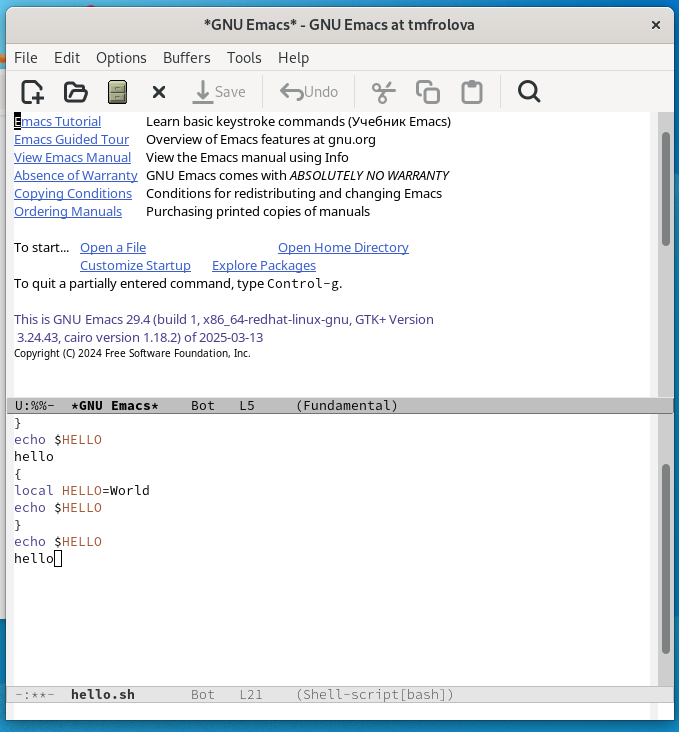 *GNU Emacs* - GNU Emacs at tmfrolova
File Edit Options Buffers Tools Help
Save Undo
Emacs Tutorial Learn basic keystroke commands (Учебник Emacs)
Emacs Guided Tour Overview of Emacs features at gnu.org
View Emacs Manual View the Emacs manual using Info
Absence of Warranty GNU Emacs comes with ABSOLUTELY NO WARRANTY
Copying Conditions Conditions for redistributing and changing Emacs
Ordering Manuals Purchasing printed copies of manuals
To start... Open a File Open Home Directory
Customize Startup Explore Packages
To quit a partially entered command, type Control-g.
This is GNU Emacs 29.4 (build 1, x86_64-redhat-linux-gnu, GTK+ Version
3.24.43, cairo version 1.18.2) of 2025-03-13
Copyright (C) 2024 Free Software Foundation, Inc.
U:%%- *GNU Emacs* Bot L5 (Fundamental)
}
echo $HELLO
hello
{
local HELLO=World
echo $HELLO
}
echo $HELLO
hello
-:**- hello.sh Bot L21 (Shell-script[bash])